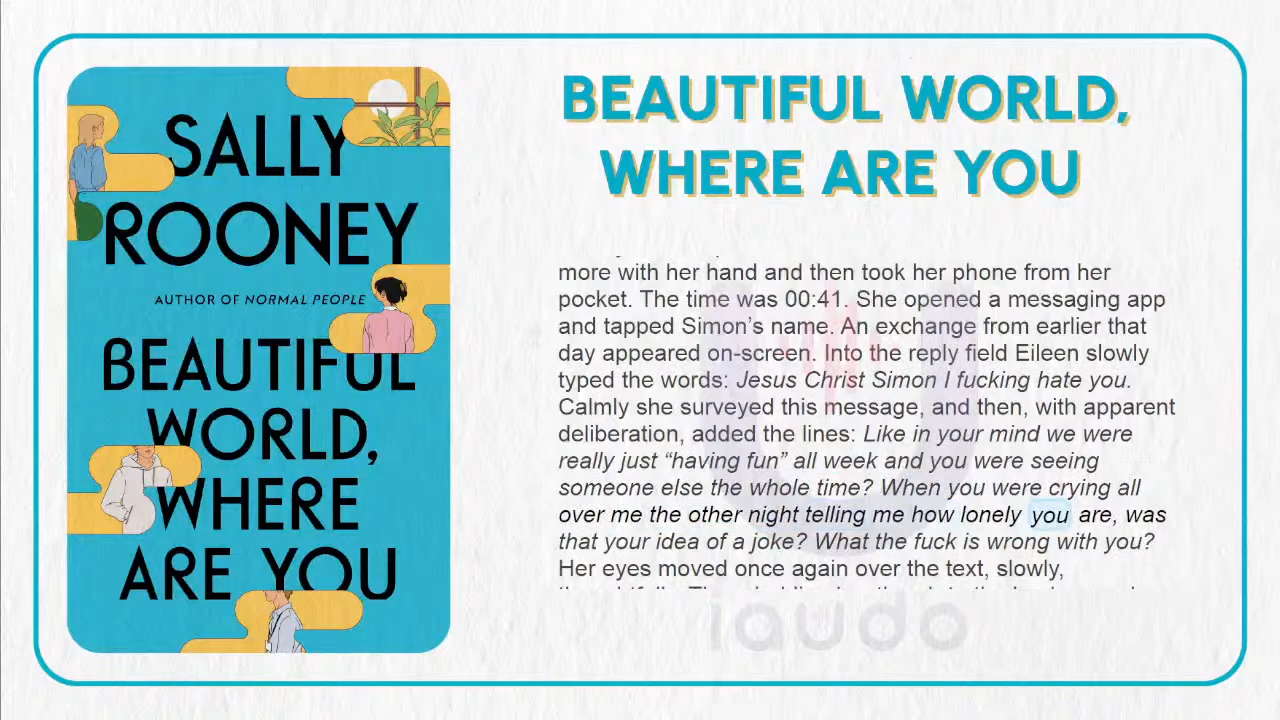 SALLY
ROONEY
AUTHOR OF NORMAL PEOPLE
BEAUTIFUL
WORLD,
WHERE
ARE YOU
BEAUTIFUL WORLD,
WHERE ARE YOU
more with her hand and then took her phone from her
pocket. The time was 00:41. She opened a messaging app
and tapped Simon’s name. An exchange from earlier that
day appeared on-screen. Into the reply field Eileen slowly
typed the words: Jesus Christ Simon I fucking hate you.
Calmly she surveyed this message, and then, with apparent
deliberation, added the lines: Like in your mind we were
really just “having fun” all week and you were seeing
someone else the whole time? When you were crying all
over me the other night telling me how lonely you are, was
that your idea of a joke? What the fuck is wrong with you?
Her eyes moved once again over the text, slowly,
iaudo